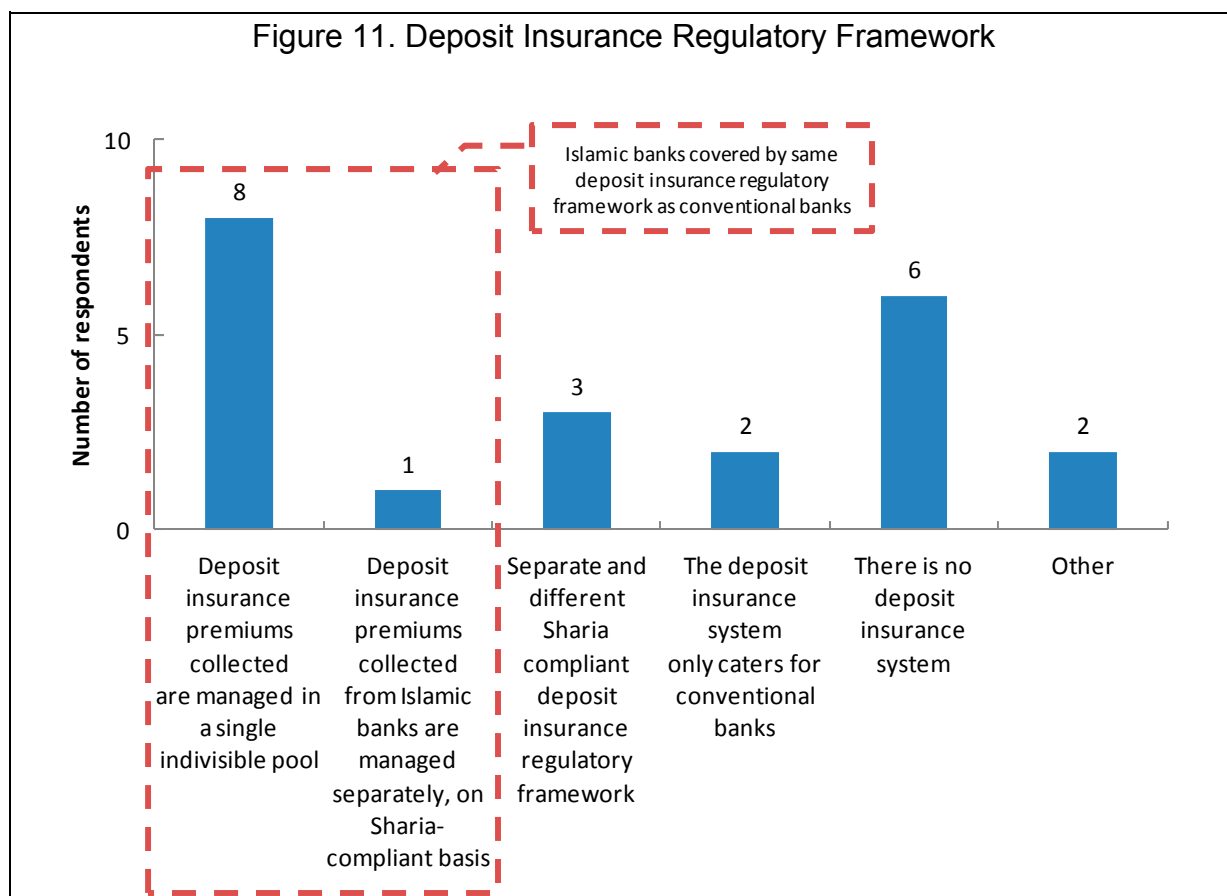 Figure 11. Deposit Insurance Regulatory Framework
Islamic banks covered by same
deposit insurance regulatory
framework as conventional banks
Number of respondents
10
5
0
8
1
3
2
6
2
Deposit
insurance
premiums
collected
are managed in
a single
indivisible pool
Deposit
insurance
premiums
collected
from Islamic
banks are
managed
separately, on
Sharia-
compliant basis
Separate and
different Sharia
compliant
deposit
insurance
regulatory
framework
The deposit
insurance
system
only caters for
conventional
banks
There is no
deposit
insurance
system
Other